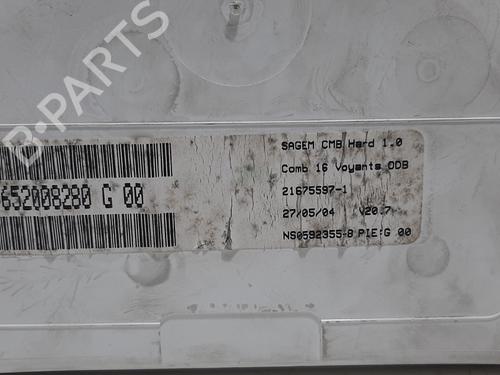 B-PARTS
652008280 G 00
SAGEM CMB Hard 1.0
Comb 16 Voyants ODB
21675597-1
27/05/04 V20.7
NS0592355-8 PIE:G 00